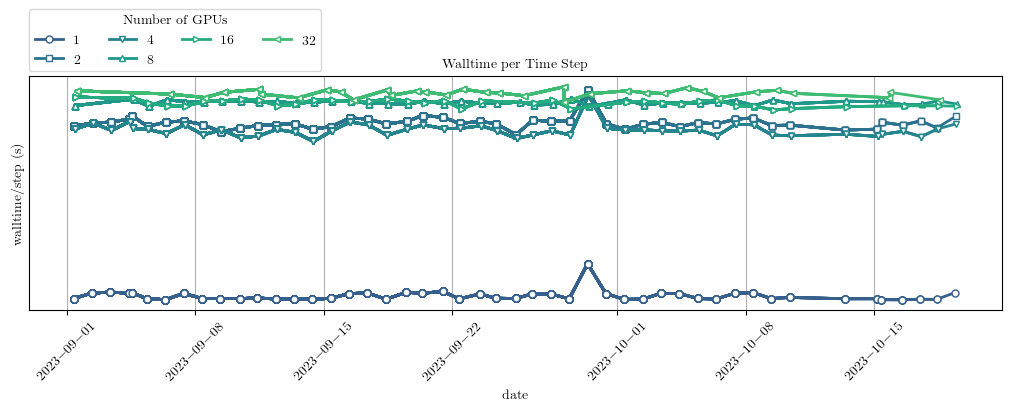 Number of GPUs
1 4 16 32
2 8
Walltime per Time Step
walltime/step (s)
2023−09−01 2023−09−08 2023−09−15 2023−09−22 2023−10−01 2023−10−08 2023−10−15
date